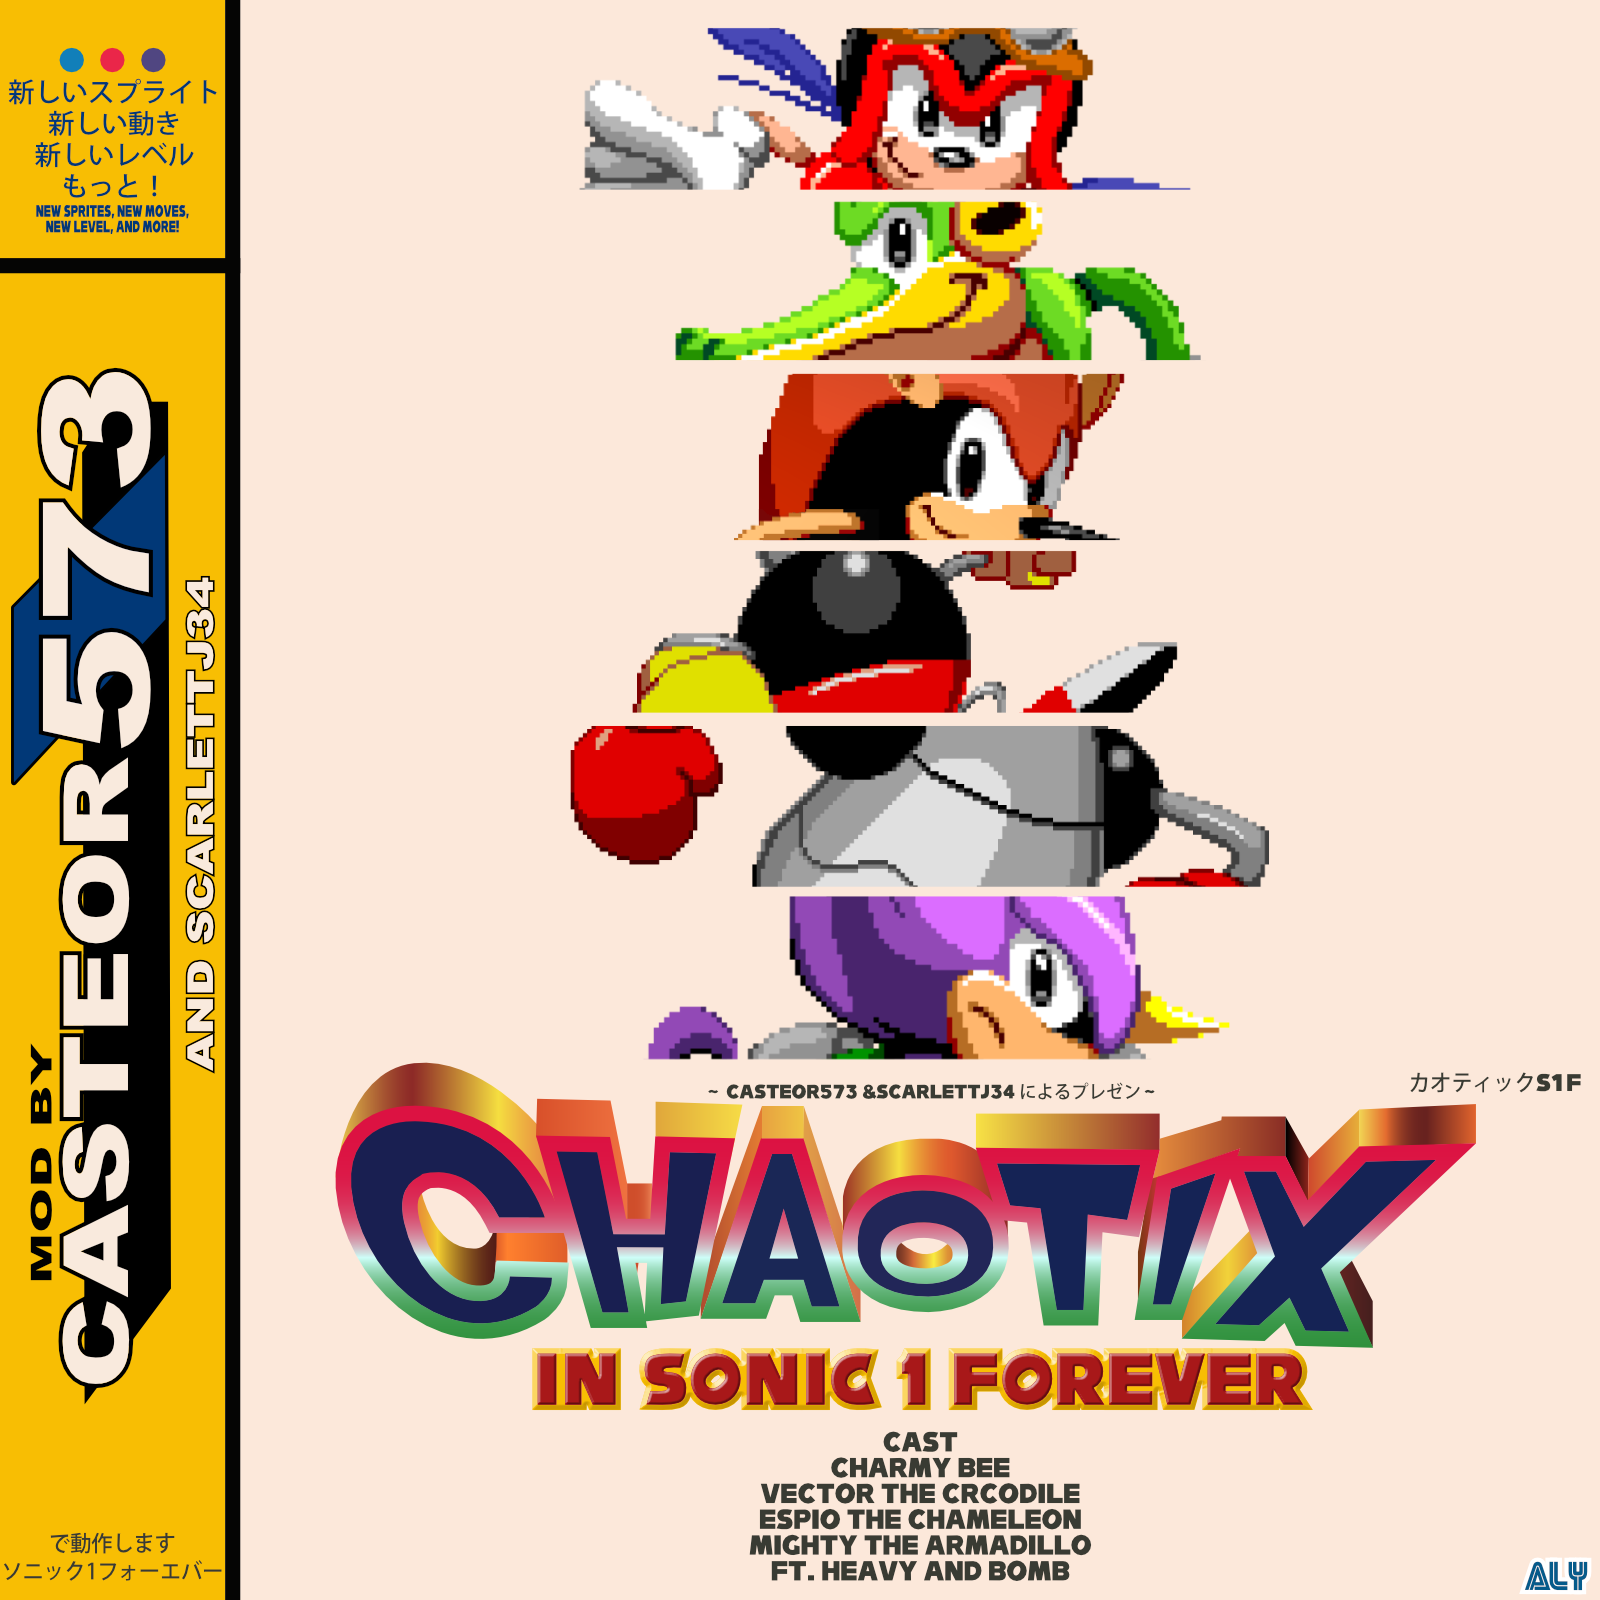 新しいスプライト
新しい動き
新しいレベル
もっと！
NEW SPRITES, NEW MOVES,
NEW LEVEL, AND MORE!
MOD BY
CASTEOR573
AND SCARLETTJ34
で動作します
ソニック1フォーエバー
~ CASTEOR573 &SCARLETTJ34 によるプレゼン ~
カオティックS1F
CHAOTIX
IN SONIC 1 FOREVER
CAST
CHARMY BEE
VECTOR THE CRCODILE
ESPIO THE CHAMELEON
MIGHTY THE ARMADILLO
FT. HEAVY AND BOMB
ALY